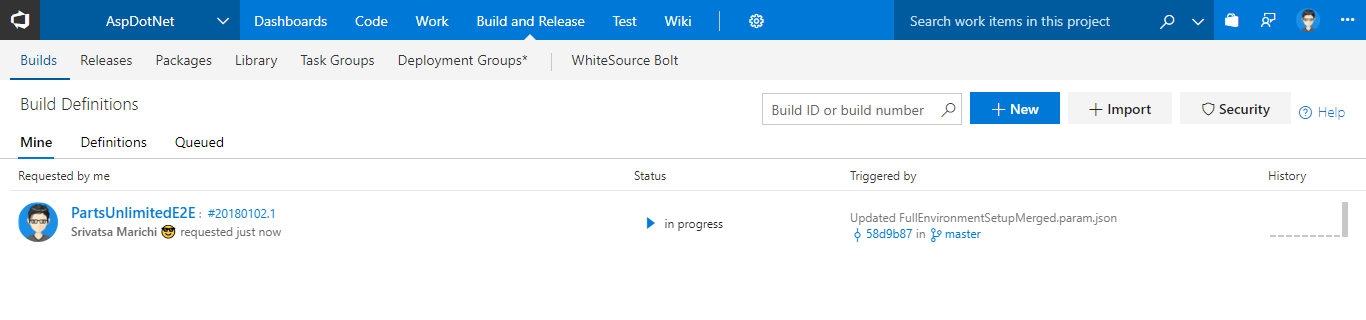 AspDotNet Dashboards Code Work Build and Release Test Wiki Search work items in this project
Builds Releases Packages Library Task Groups Deployment Groups* WhiteSource Bolt
Build Definitions Build ID or build number New Import Security Help
Mine Definitions Queued
Requested by me Status Triggered by History
PartsUnlimitedE2E : #20180102.1
Srivatsa Marichi 😎 requested just now
in progress
Updated FullEnvironmentSetupMerged.param.json
58d9b87 in master